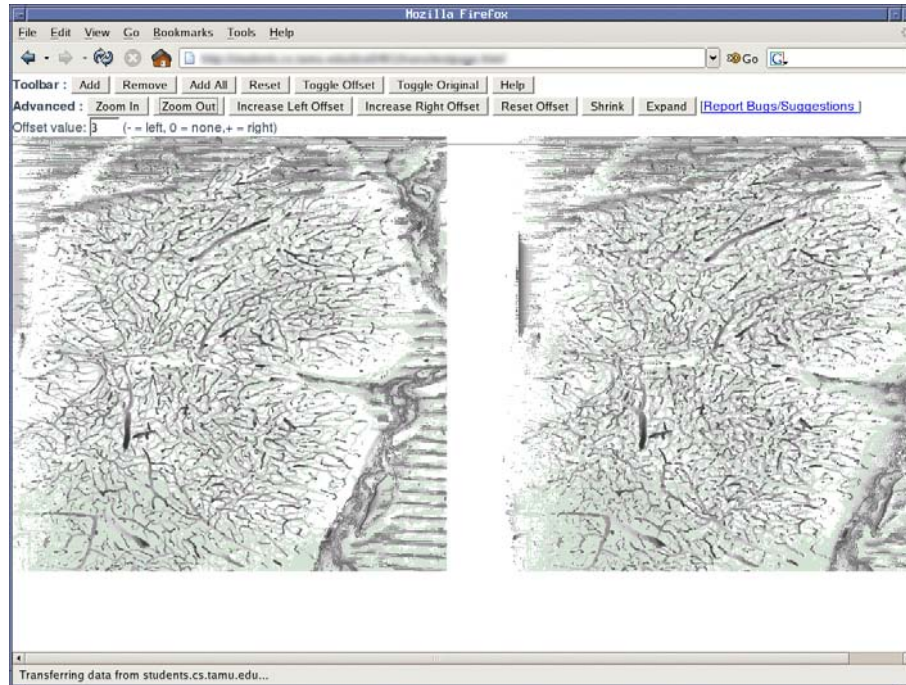 Mozilla Firefox
File Edit View Go Bookmarks Tools Help
Go G
Toolbar : Add Remove Add All Reset Toggle Offset Toggle Original Help
Advanced : Zoom In Zoom Out Increase Left Offset Increase Right Offset Reset Offset Shrink Expand [Report Bugs/Suggestions ]
Offset value: 3 (- = left, 0 = none,+ = right)
Transferring data from students.cs.tamu.edu...